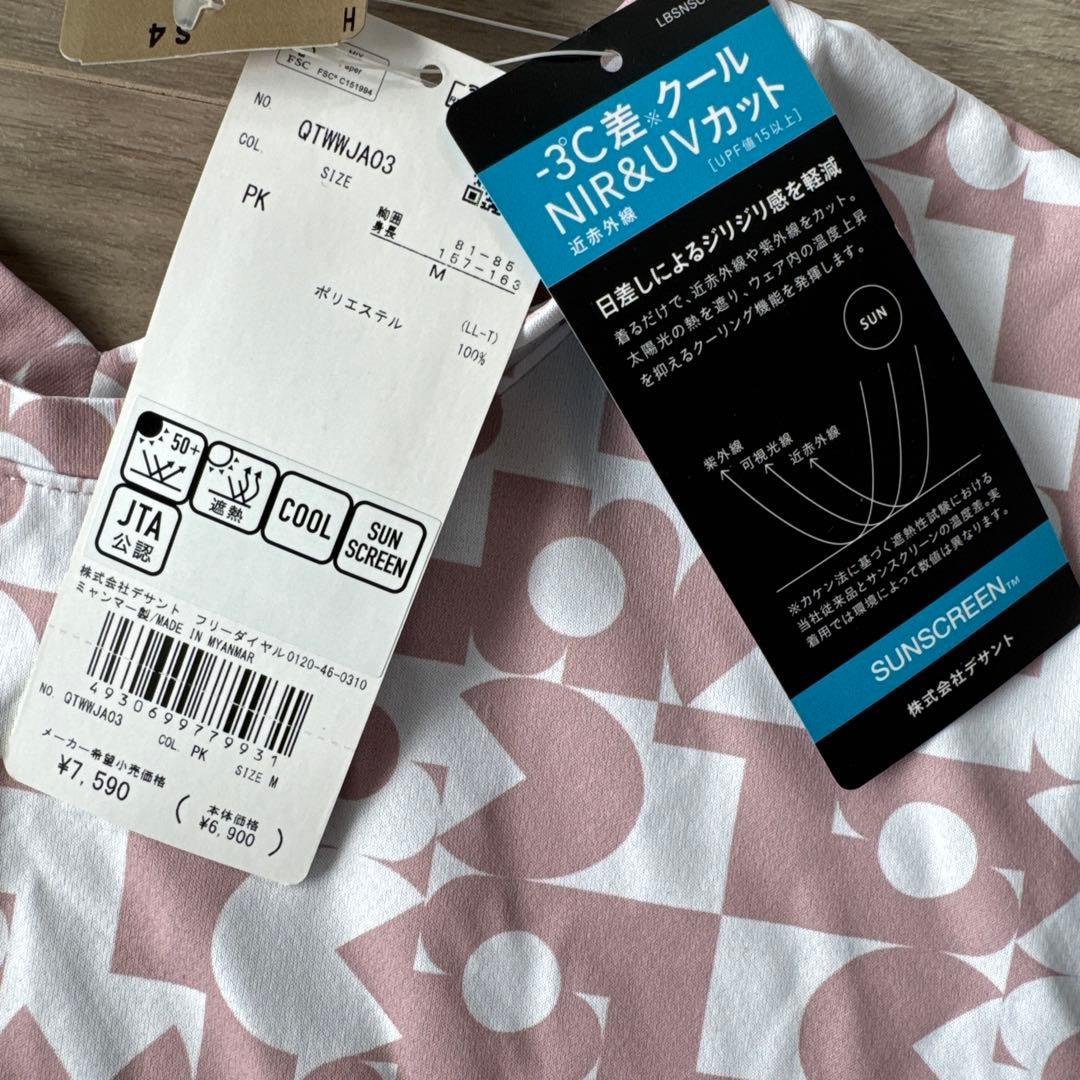 S4
H
FSC
FSC® C151994
NO.
QTWWJA03
COL.
SIZE
PK
胸囲 81-85
身長 157-163
M
ポリエステル
(LL-T)
100%
50+
遮熱
COOL
SUN
SCREEN
JTA
公認
株式会社デサント フリーダイヤル0120-46-0310
ミャンマー製/MADE IN MYANMAR
4930699779931
NO. QTWWJA03
COL. PK
SIZE M
メーカー希望小売価格
¥7,590
(本体価格
¥6,900)
-3℃差※クール
NIR&UVカット
近赤外線
[UPF値15以上]
日差しによるジリジリ感を軽減
着るだけで、近赤外線や紫外線をカット。
太陽光の熱を遮り、ウェア内の温度上昇
を抑えるクーリング機能を発揮します。
SUN
紫外線
可視光線
近赤外線
※カケン法に基づく遮熱性試験における
当社従来品とサンスクリーンの温度差。実
着用では環境によって数値は異なります。
SUNSCREEN™
株式会社デサント